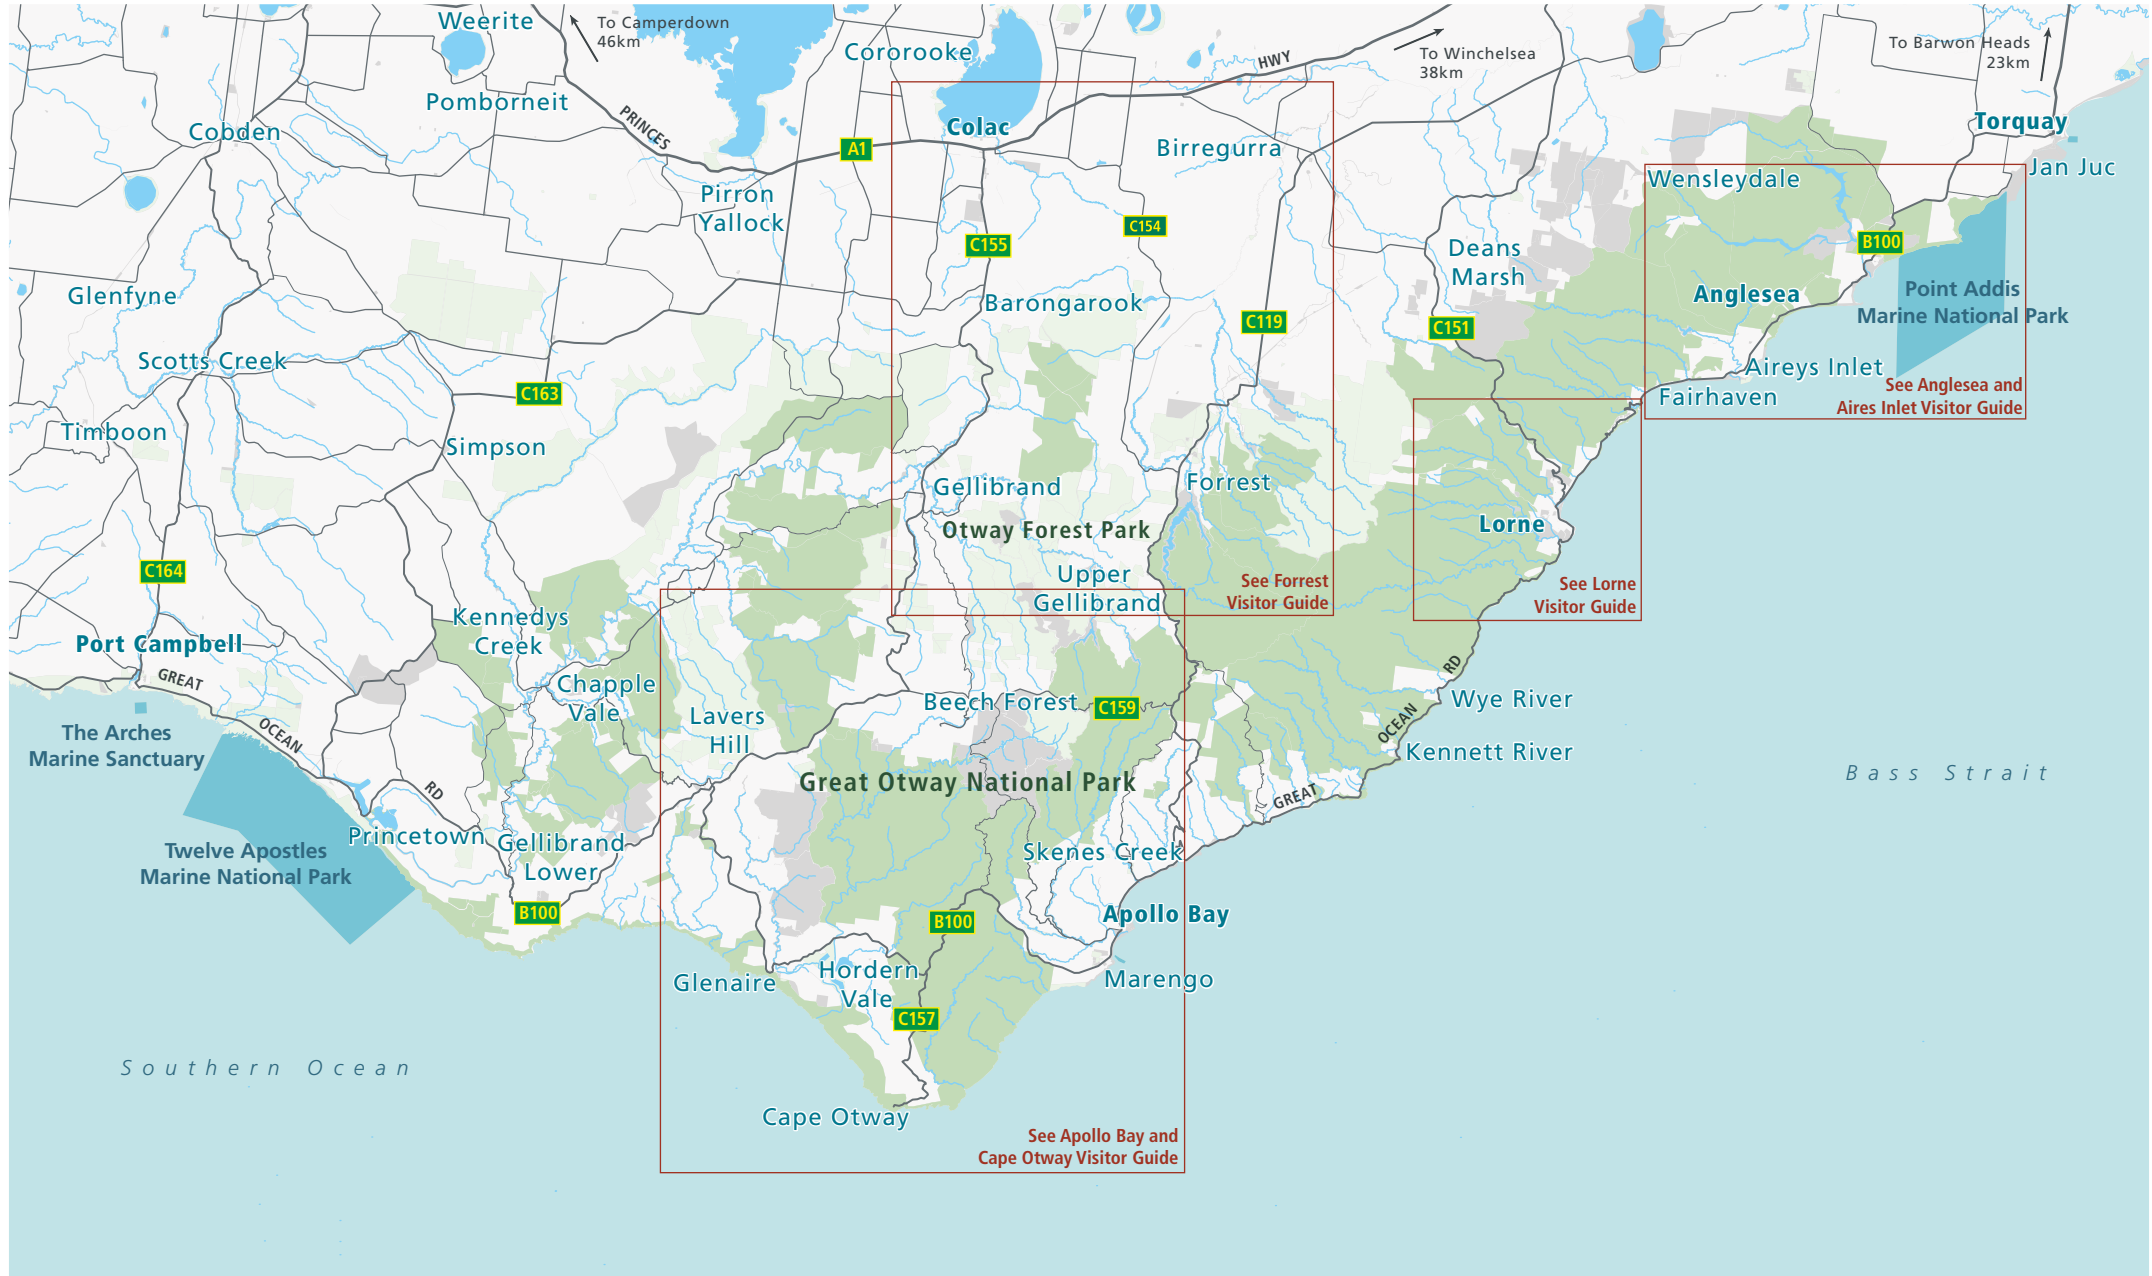 Weerite
To Camperdown
46km
Cororooke
HWY
To Winchelsea
38km
To Barwon Heads
23km
Pomborneit
PRINCES
Cobden
Colac
Torquay
A1
Birregurra
Jan Juc
Wensleydale
Pirron
Yallock
C154
C155
Deans
Marsh
B100
Glenfyne
Barongarook
Anglesea
Point Addis
Marine National Park
C119
C151
Scotts Creek
Aireys Inlet
See Anglesea and
Aires Inlet Visitor Guide
C163
Fairhaven
Timboon
Simpson
Gellibrand
Forrest
Otway Forest Park
Lorne
C164
Upper
Gellibrand
See Forrest
Visitor Guide
See Lorne
Visitor Guide
Kennedys
Creek
Port Campbell
GREAT
OCEAN
RD
Chapple
Vale
Lavers
Hill
Beech Forest
C159
RD
OCEAN
GREAT
Wye River
Kennett River
The Arches
Marine Sanctuary
Great Otway National Park
Bass Strait
Princetown
Gellibrand
Lower
Twelve Apostles
Marine National Park
Skenes Creek
B100
B100
Apollo Bay
Glenaire
Hordern
Vale
Marengo
C157
Southern Ocean
Cape Otway
See Apollo Bay and
Cape Otway Visitor Guide